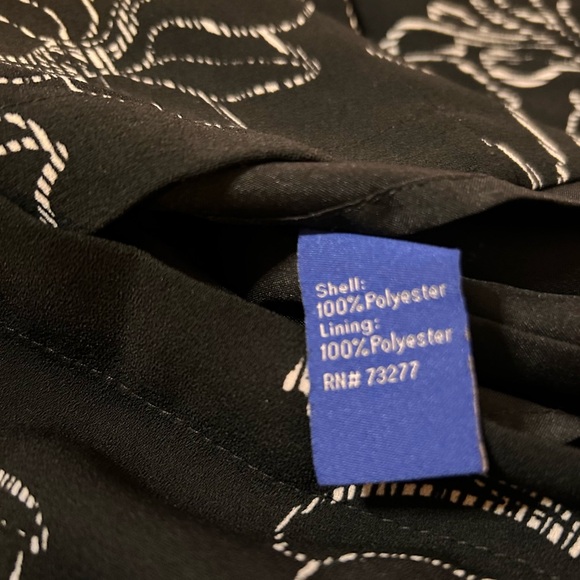 Shell:
100% Polyester
Lining:
100% Polyester
RN# 73277